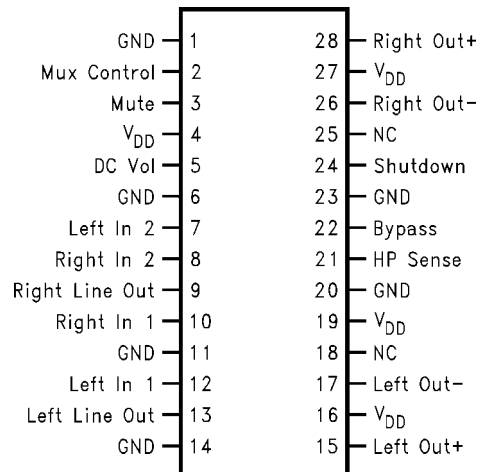 GND 1 28 Right Out+
Mux Control 2 27 VDD
Mute 3 26 Right Out-
VDD 4 25 NC
DC Vol 5 24 Shutdown
GND 6 23 GND
Left In 2 7 22 Bypass
Right In 2 8 21 HP Sense
Right Line Out 9 20 GND
Right In 1 10 19 VDD
GND 11 18 NC
Left In 1 12 17 Left Out-
Left Line Out 13 16 VDD
GND 14 15 Left Out+